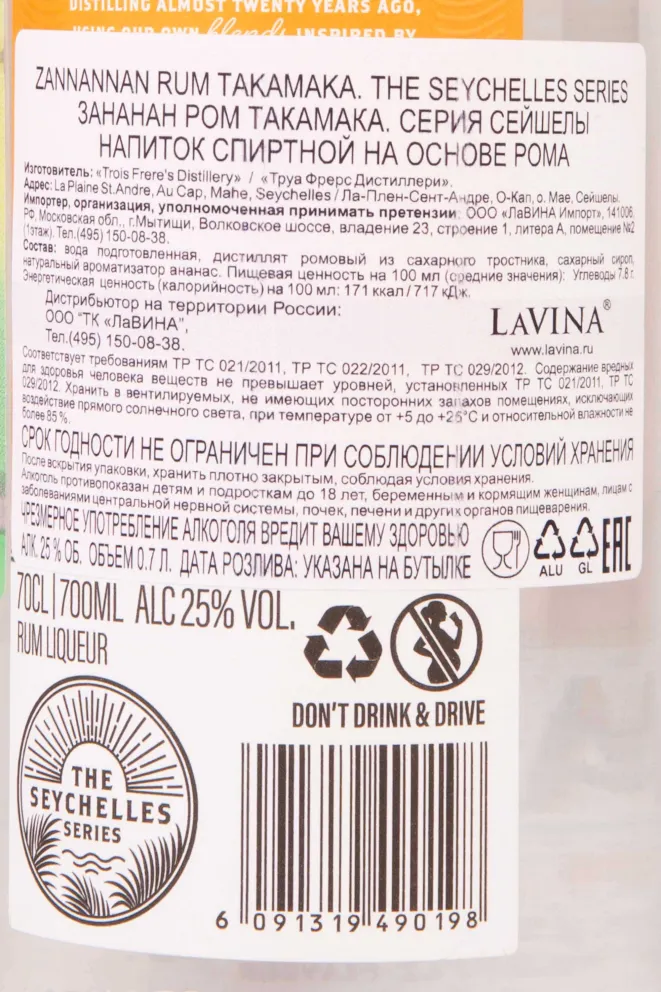 DISTILLING ALMOST TWENTY YEARS AGO,
USING OUR OWN blends INSPIRED BY
ZANNANNAN RUM TAKAMAKA. THE SEYCHELLES SERIES
ЗАНАНАН РОМ ТАКАМАКА. СЕРИЯ СЕЙШЕЛЫ
НАПИТОК СПИРТНОЙ НА ОСНОВЕ РОМА
Изготовитель: «Trois Frere's Distillery» / «Труа Фрерс Дистиллери».
Адрес: La Plaine St.Andre, Au Cap, Mahe, Seychelles / Ла-Плен-Сент-Андре, О-Кап, о. Маe, Сейшелы.
Импортер, организация, уполномоченная принимать претензии: ООО «ЛаВИНА Импорт», 141006,
РФ, Московская обл., г.Мытищи, Волковское шоссе, владение 23, строение 1, литера А, помещение №2
(1этаж). Тел.(495) 150-08-38.
Состав: вода подготовленная, дистиллят ромовый из сахарного тростника, сахарный сироп,
натуральный ароматизатор ананас. Пищевая ценность на 100 мл (средние значения): Углеводы 7.8 г.
Энергетическая ценность (калорийность) на 100 мл: 171 ккал / 717 кДж.
Дистрибьютор на территории России:
ООО "ТК «ЛаВИНА",
Тел.(495) 150-08-38.
LAVINA®
www.lavina.ru
Соответствует требованиям ТР ТС 021/2011, ТР ТС 022/2011, ТР ТС 029/2012. Содержание вредных
для здоровья человека веществ не превышает уровней, установленных ТР ТС 021/2011, ТР ТС
029/2012. Хранить в вентилируемых, не имеющих посторонних запахов помещениях, исключающих
воздействие прямого солнечного света, при температуре от +5 до +25°С и относительной влажности не
более 85 %.
СРОК ГОДНОСТИ НЕ ОГРАНИЧЕН ПРИ СОБЛЮДЕНИИ УСЛОВИЙ ХРАНЕНИЯ
После вскрытия упаковки, хранить плотно закрытым, соблюдая условия хранения.
Алкоголь противопоказан детям и подросткам до 18 лет, беременным и кормящим женщинам, лицам с
заболеваниями центральной нервной системы, почек, печени и других органов пищеварения.
ЧРЕЗМЕРНОЕ УПОТРЕБЛЕНИЕ АЛКОГОЛЯ ВРЕДИТ ВАШЕМУ ЗДОРОВЬЮ
АЛК. 25 % ОБ. ОБЪЕМ 0.7 Л. ДАТА РОЗЛИВА: УКАЗАНА НА БУТЫЛКЕ
ALU GL EAC
70CL | 700ML ALC 25% VOL.
RUM LIQUEUR
DON'T DRINK & DRIVE
THE
SEYCHELLES
SERIES
6 091319 490198